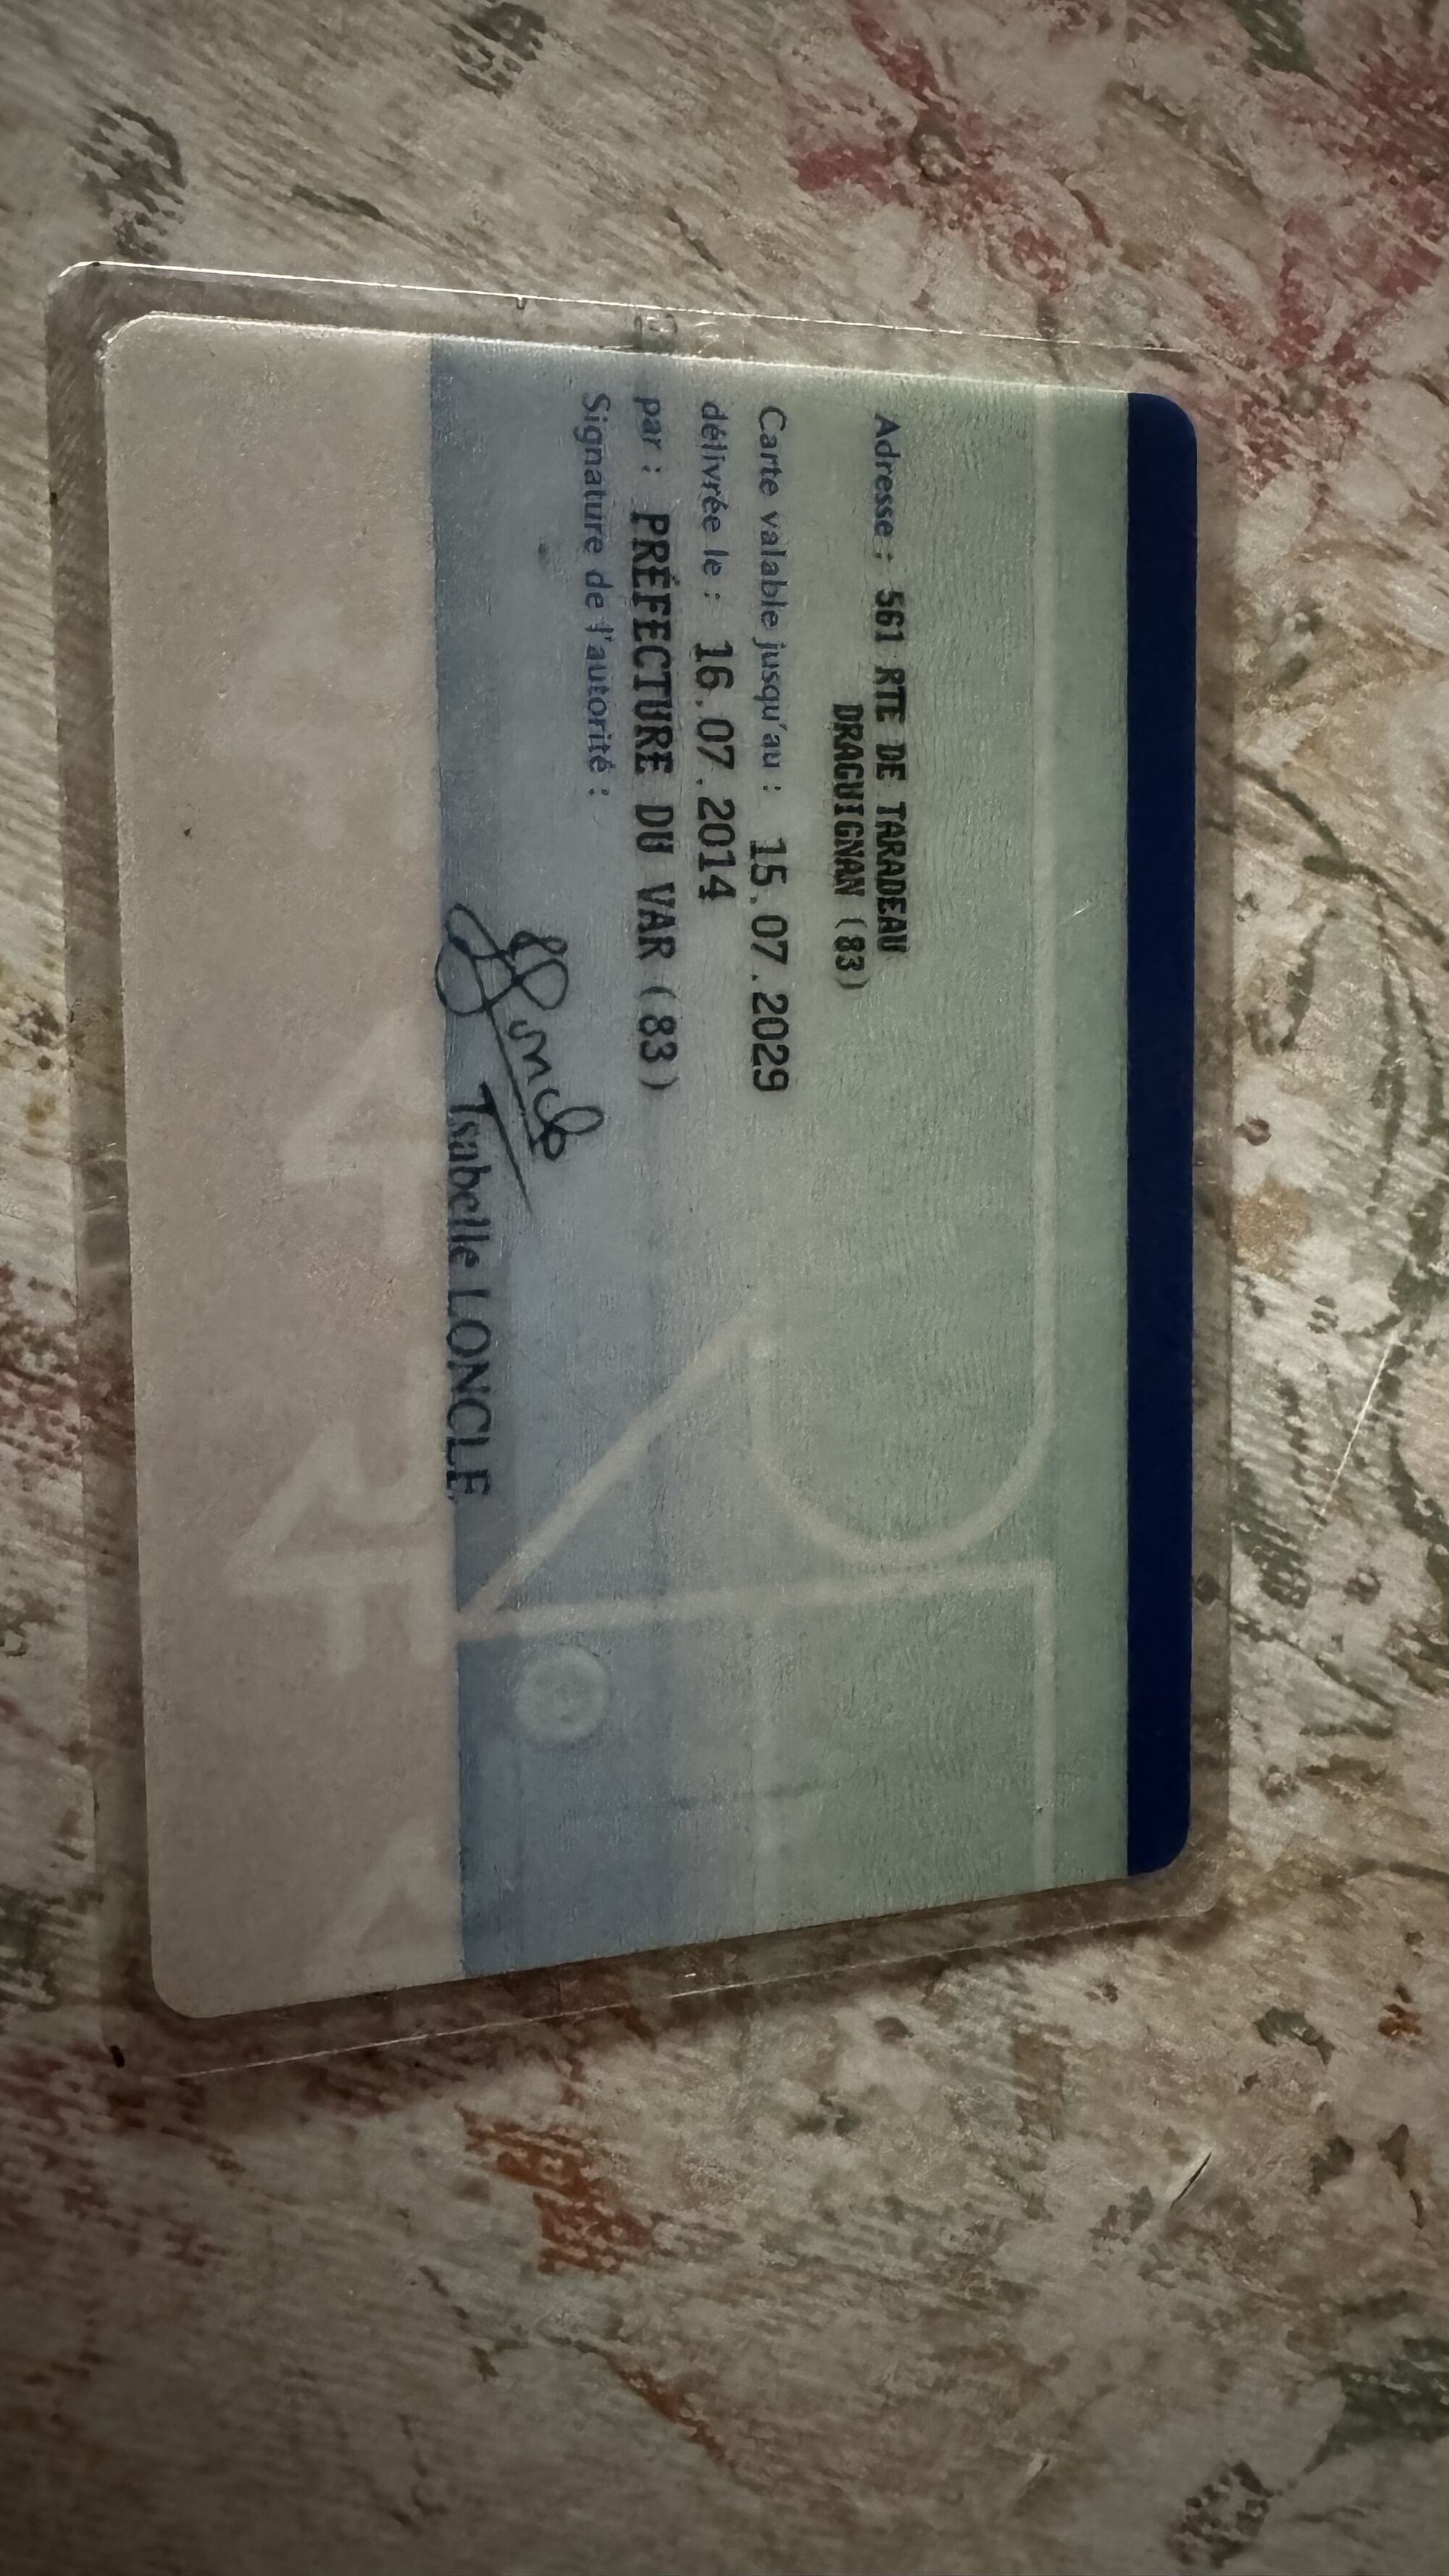 Adresse : 561 RTE DE TARADEAU
DRAGUIGNAN (83)
Carte valable jusqu'au : 15.07.2029
délivrée le : 16.07.2014
par : PRÉFECTURE DU VAR (83)
Signature de l'autorité :
Isabelle LONCLE
RF